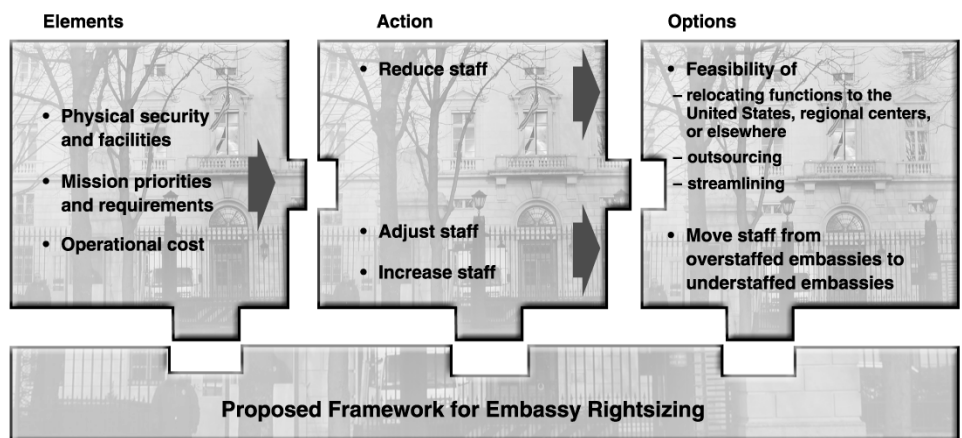 Elements
• Physical security
and facilities
• Mission priorities
and requirements
• Operational cost
Action
• Reduce staff
• Adjust staff
• Increase staff
Options
• Feasibility of
– relocating functions to the
United States, regional centers,
or elsewhere
– outsourcing
– streamlining
• Move staff from
overstaffed embassies to
understaffed embassies
Proposed Framework for Embassy Rightsizing